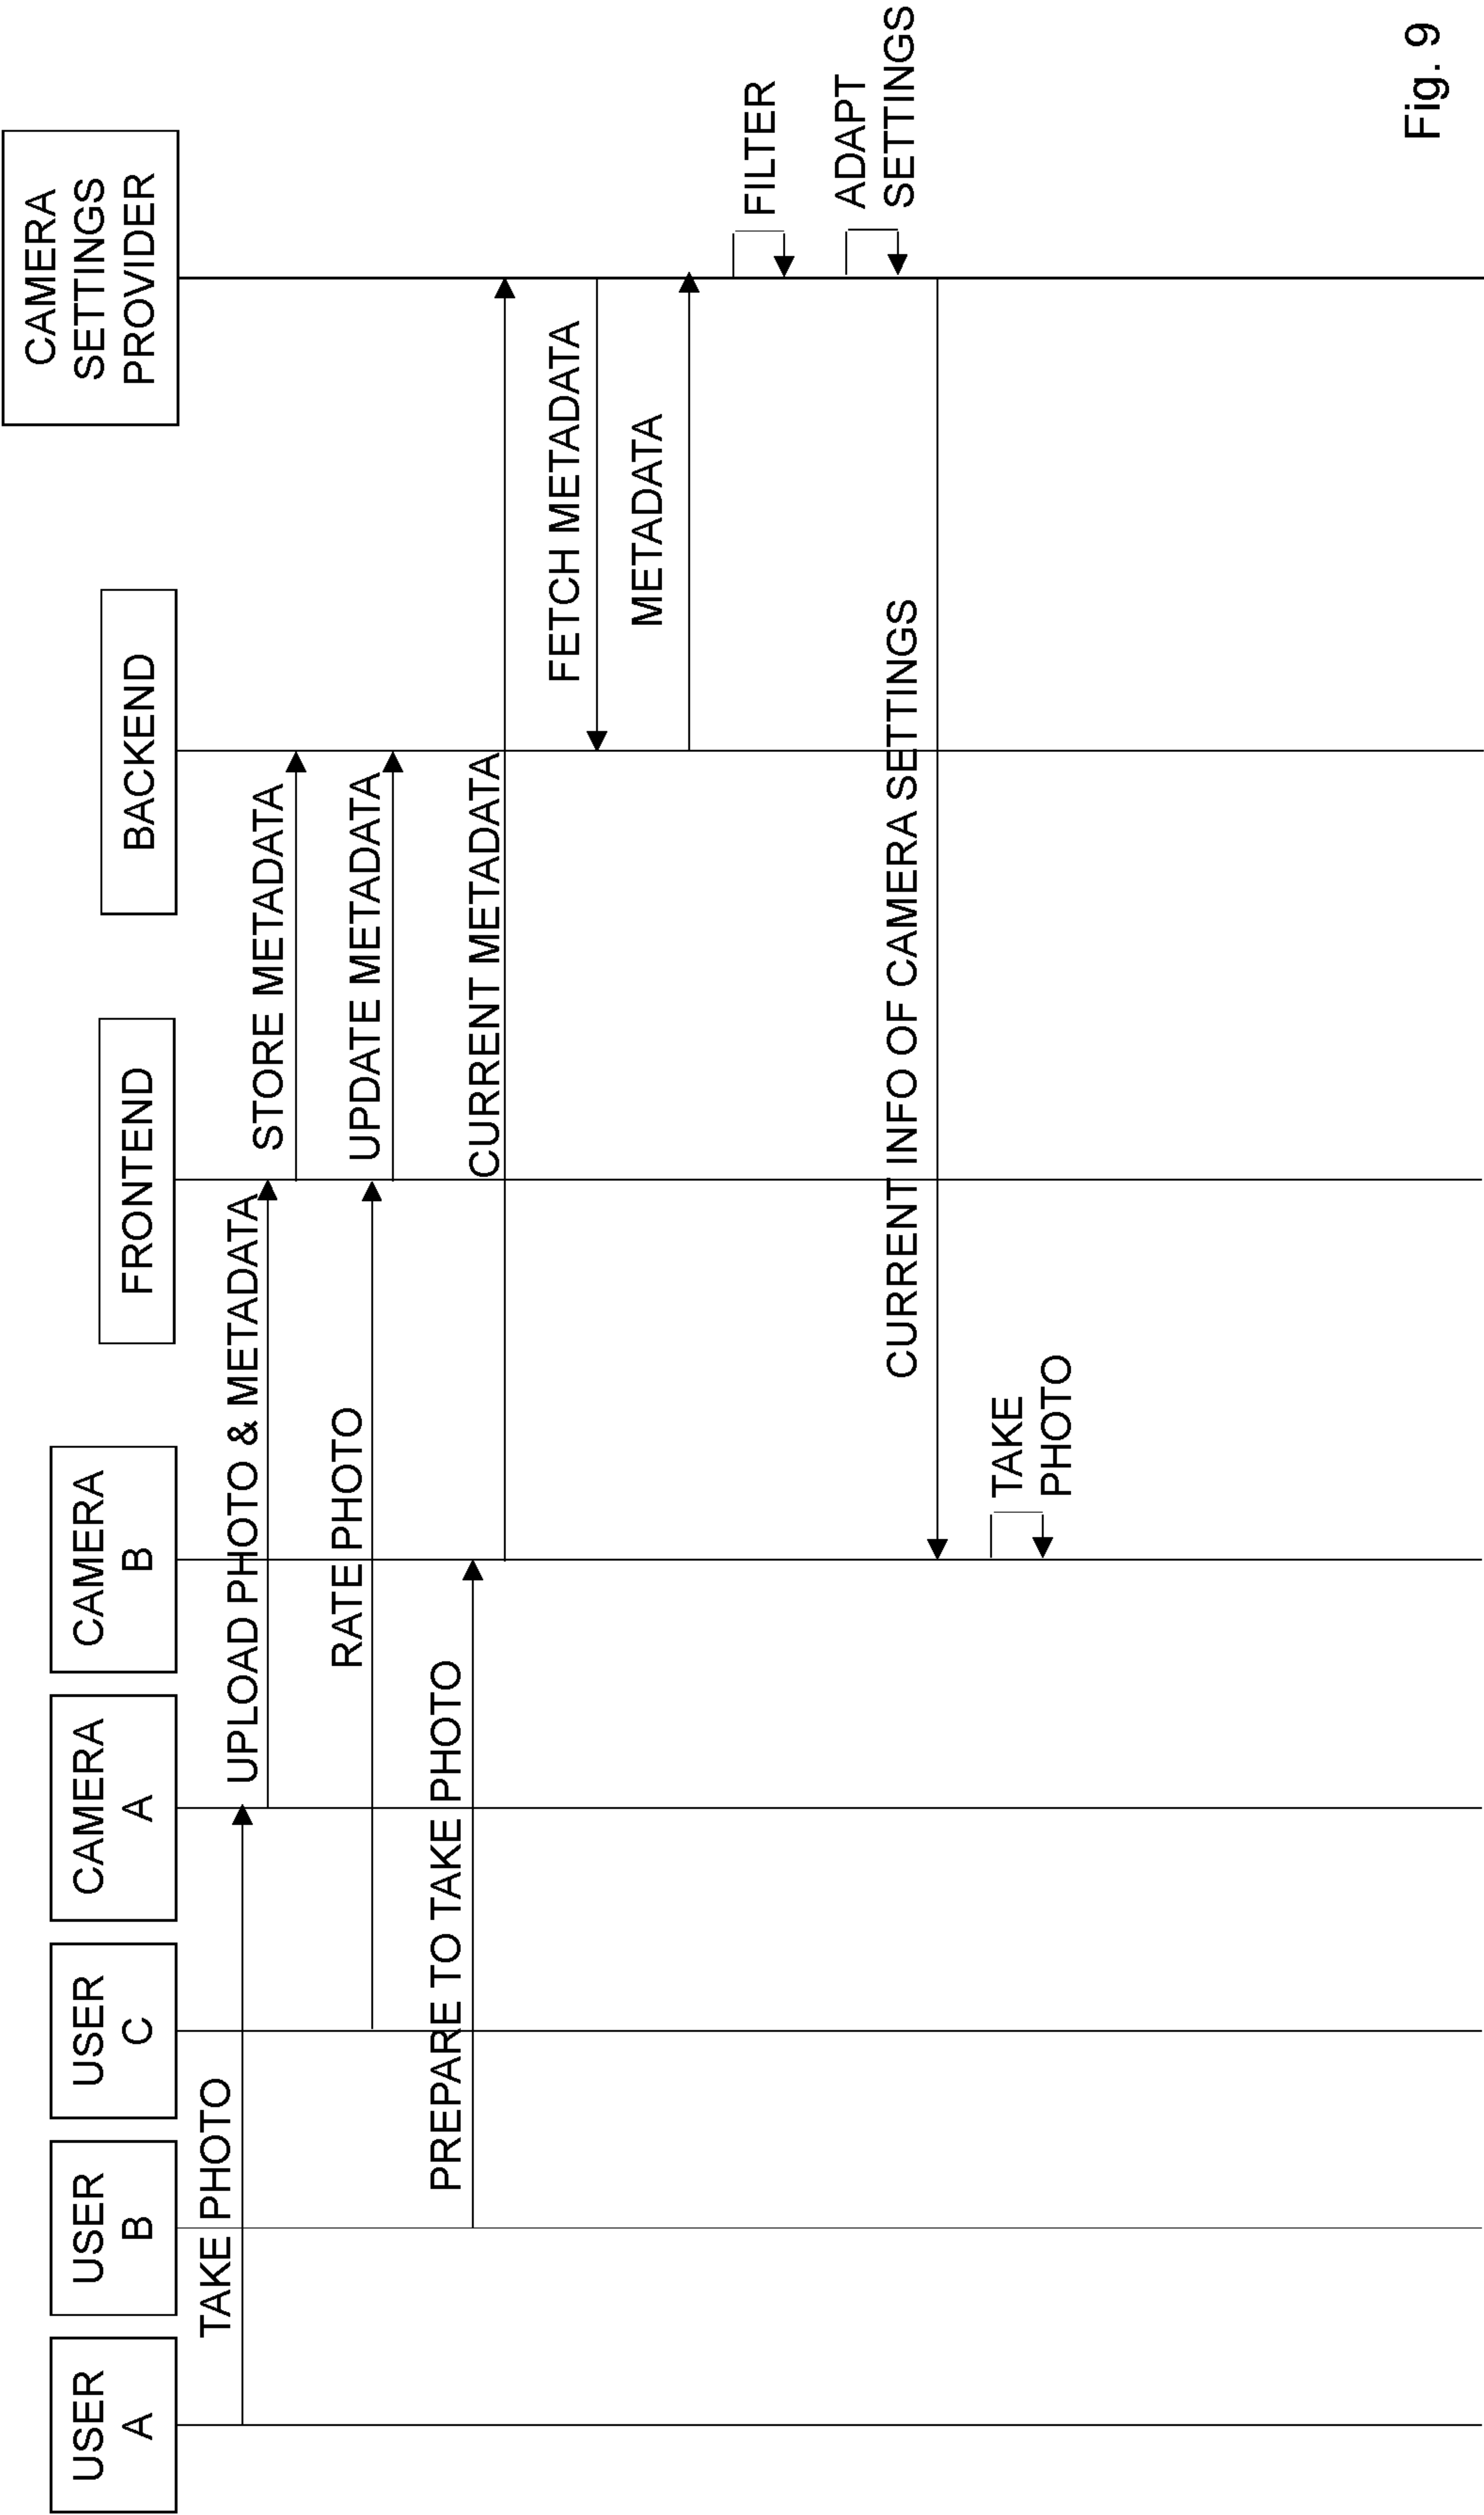 USER
A
USER
B
USER
C
CAMERA
A
CAMERA
B
FRONTEND
BACKEND
CAMERA
SETTINGS
PROVIDER
TAKE PHOTO
UPLOAD PHOTO & METADATA
STORE METADATA
RATE PHOTO
UPDATE METADATA
PREPARE TO TAKE PHOTO
CURRENT METADATA
FETCH METADATA
METADATA
FILTER
ADAPT
SETTINGS
CURRENT INFO OF CAMERA SETTINGS
TAKE
PHOTO
Fig. 9